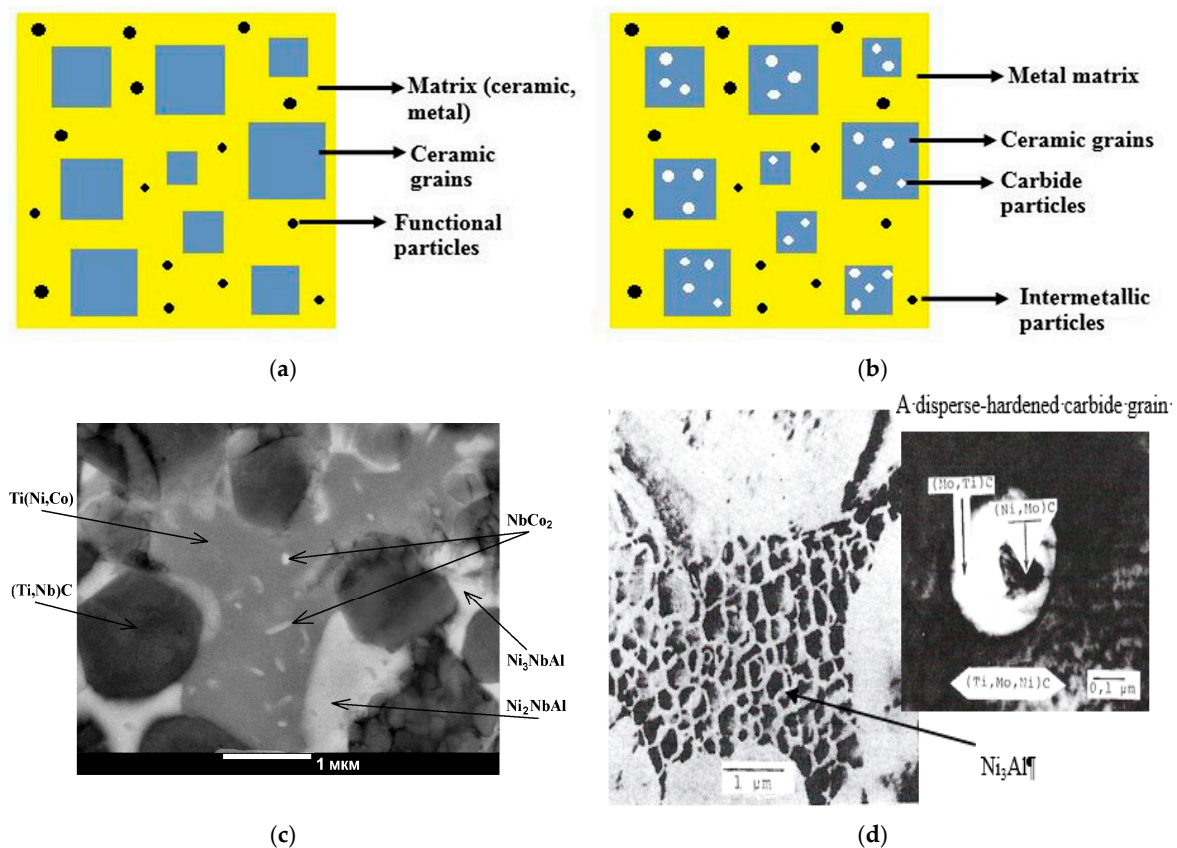 Matrix (ceramic,
metal)
Ceramic
grains
Functional
particles
(a)
Metal matrix
Ceramic grains
Carbide
particles
Intermetallic
particles
(b)
Ti(Ni,Co)
(Ti,Nb)C
NbCo2
Ni3NbAl
Ni2NbAl
1 мкм
(c)
A·disperse-hardened·carbide·grain·
(Mo,Ti)C
(Ni,Mo)C
(Ti,Mo,Ni)C
0,1 µm
1 µm
Ni3Al¶
(d)